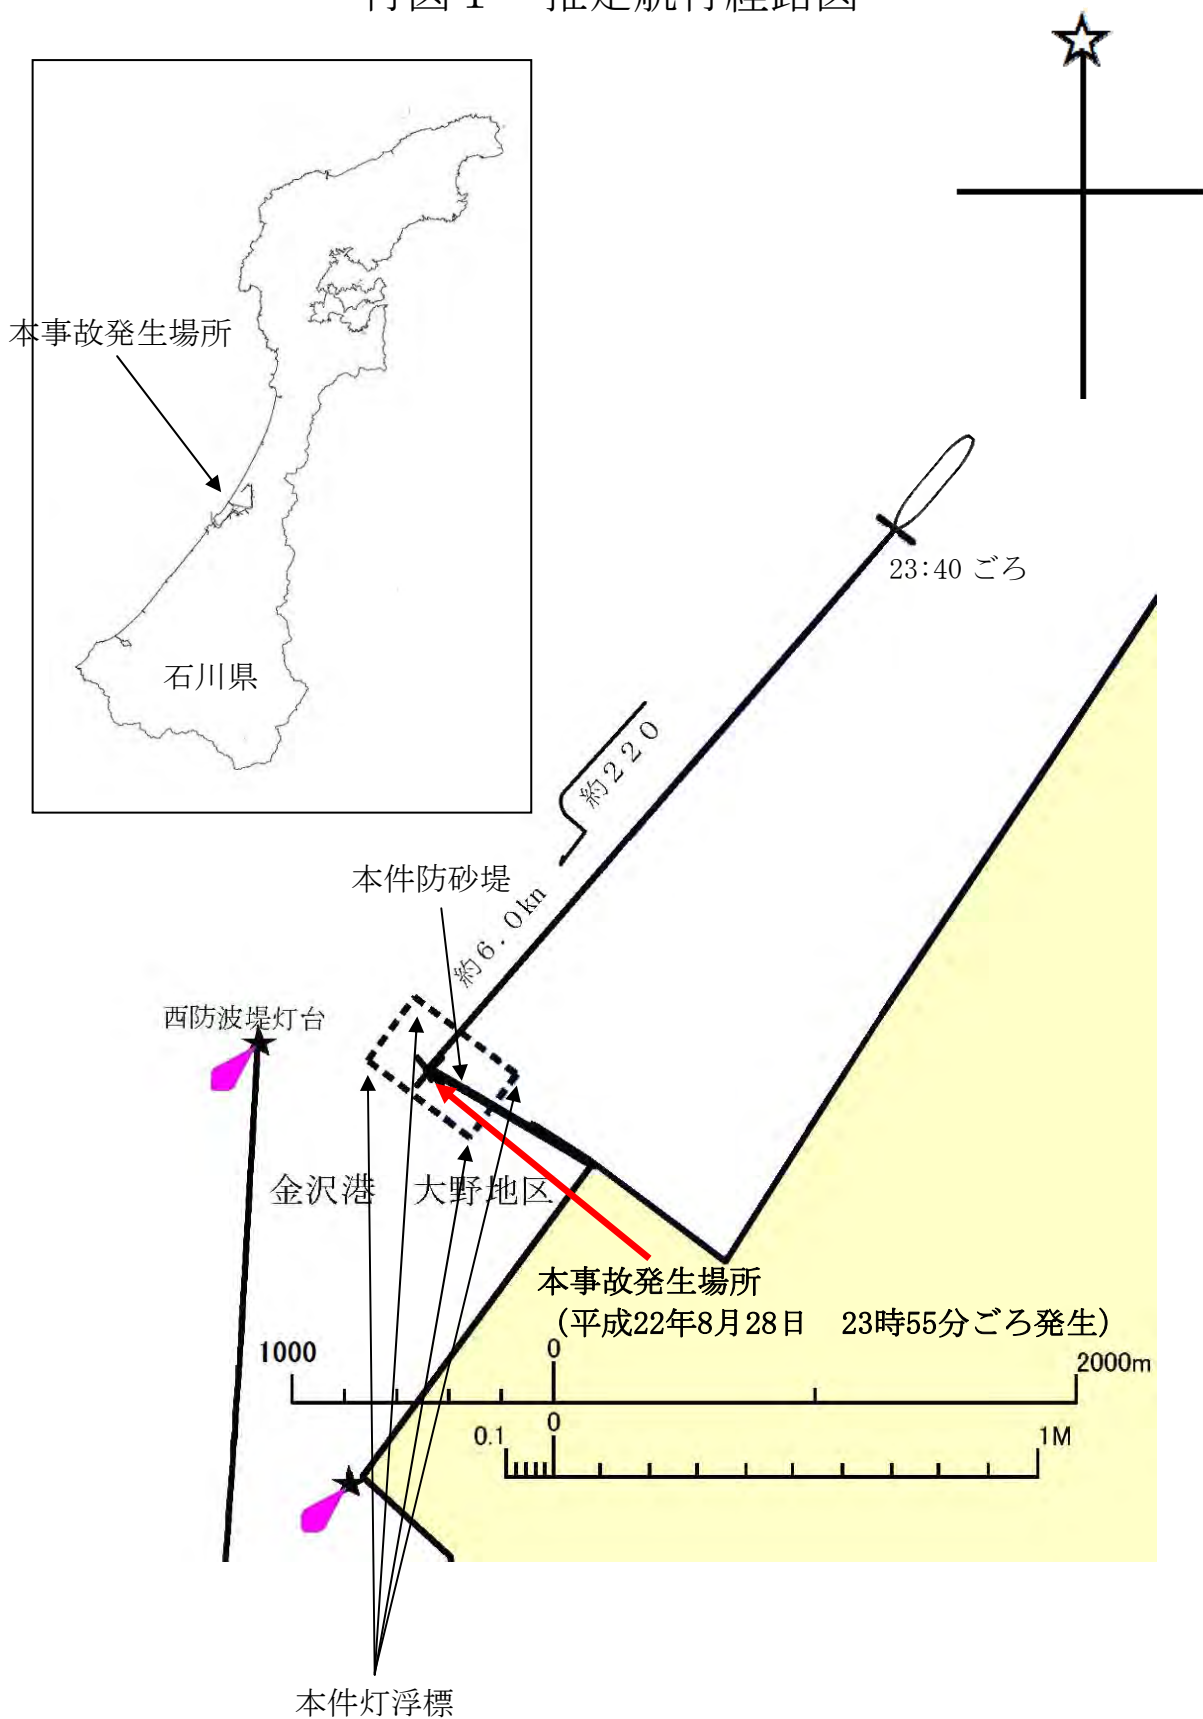 付図１　推定航行経路図
本事故発生場所
石川県
23:40 ごろ
約２２０
約６．０kn
本件防砂堤
西防波堤灯台
金沢港　大野地区
本事故発生場所
（平成22年8月28日　23時55分ごろ発生）
1000 0 2000m
0.1 0 1M
本件灯浮標